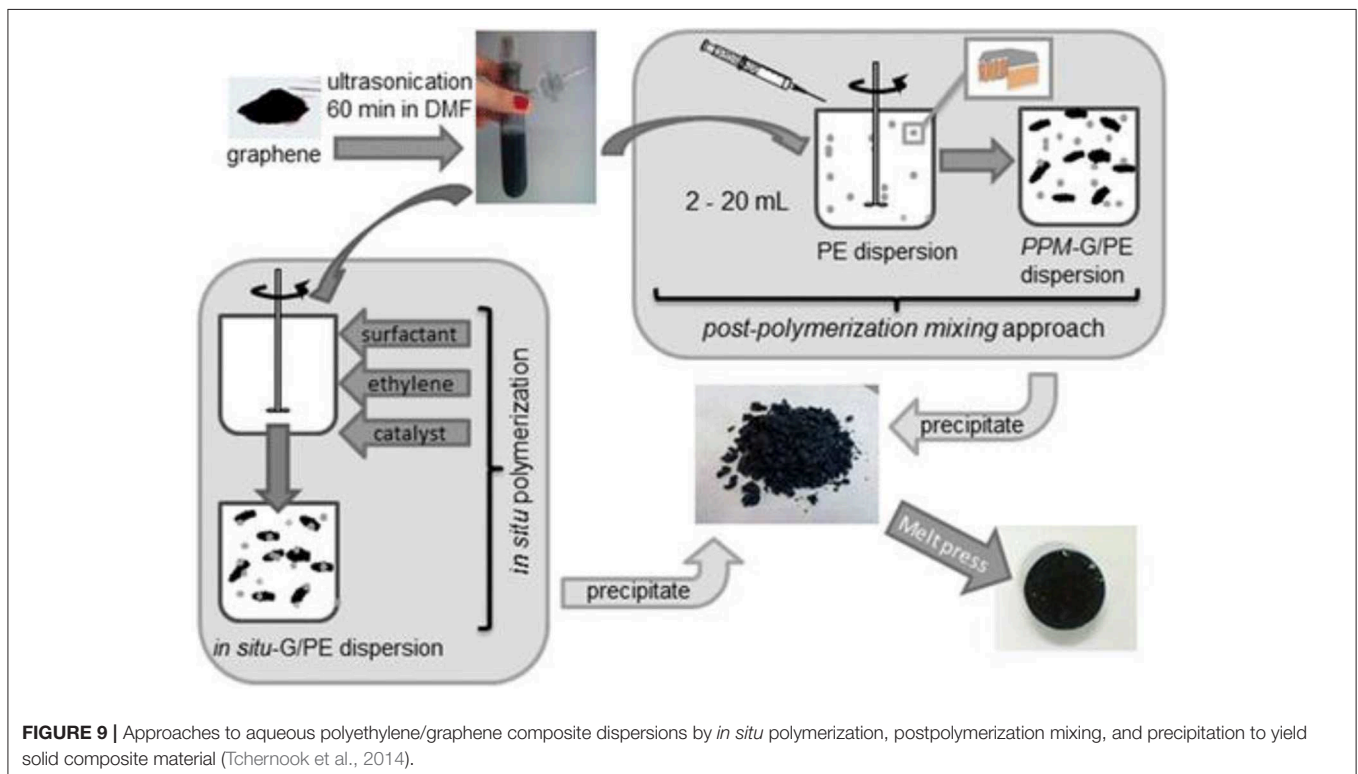 ultrasonication
60 min in DMF
graphene
2 - 20 mL
PE dispersion
PPM-G/PE
dispersion
post-polymerization mixing approach
surfactant
ethylene
catalyst
in situ polymerization
in situ-G/PE dispersion
precipitate
precipitate
Melt press
FIGURE 9 | Approaches to aqueous polyethylene/graphene composite dispersions by in situ polymerization, postpolymerization mixing, and precipitation to yield
solid composite material (Tchernook et al., 2014).